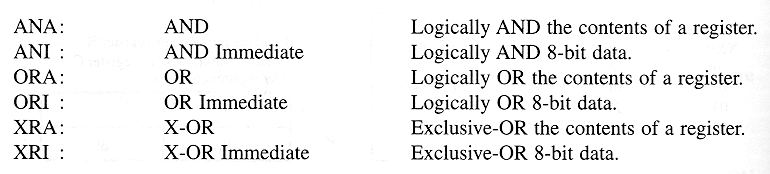 ANA: AND Logically AND the contents of a register.
ANI : AND Immediate Logically AND 8-bit data.
ORA: OR Logically OR the contents of a register.
ORI : OR Immediate Logically OR 8-bit data.
XRA: X-OR Exclusive-OR the contents of a register.
XRI : X-OR Immediate Exclusive-OR 8-bit data.